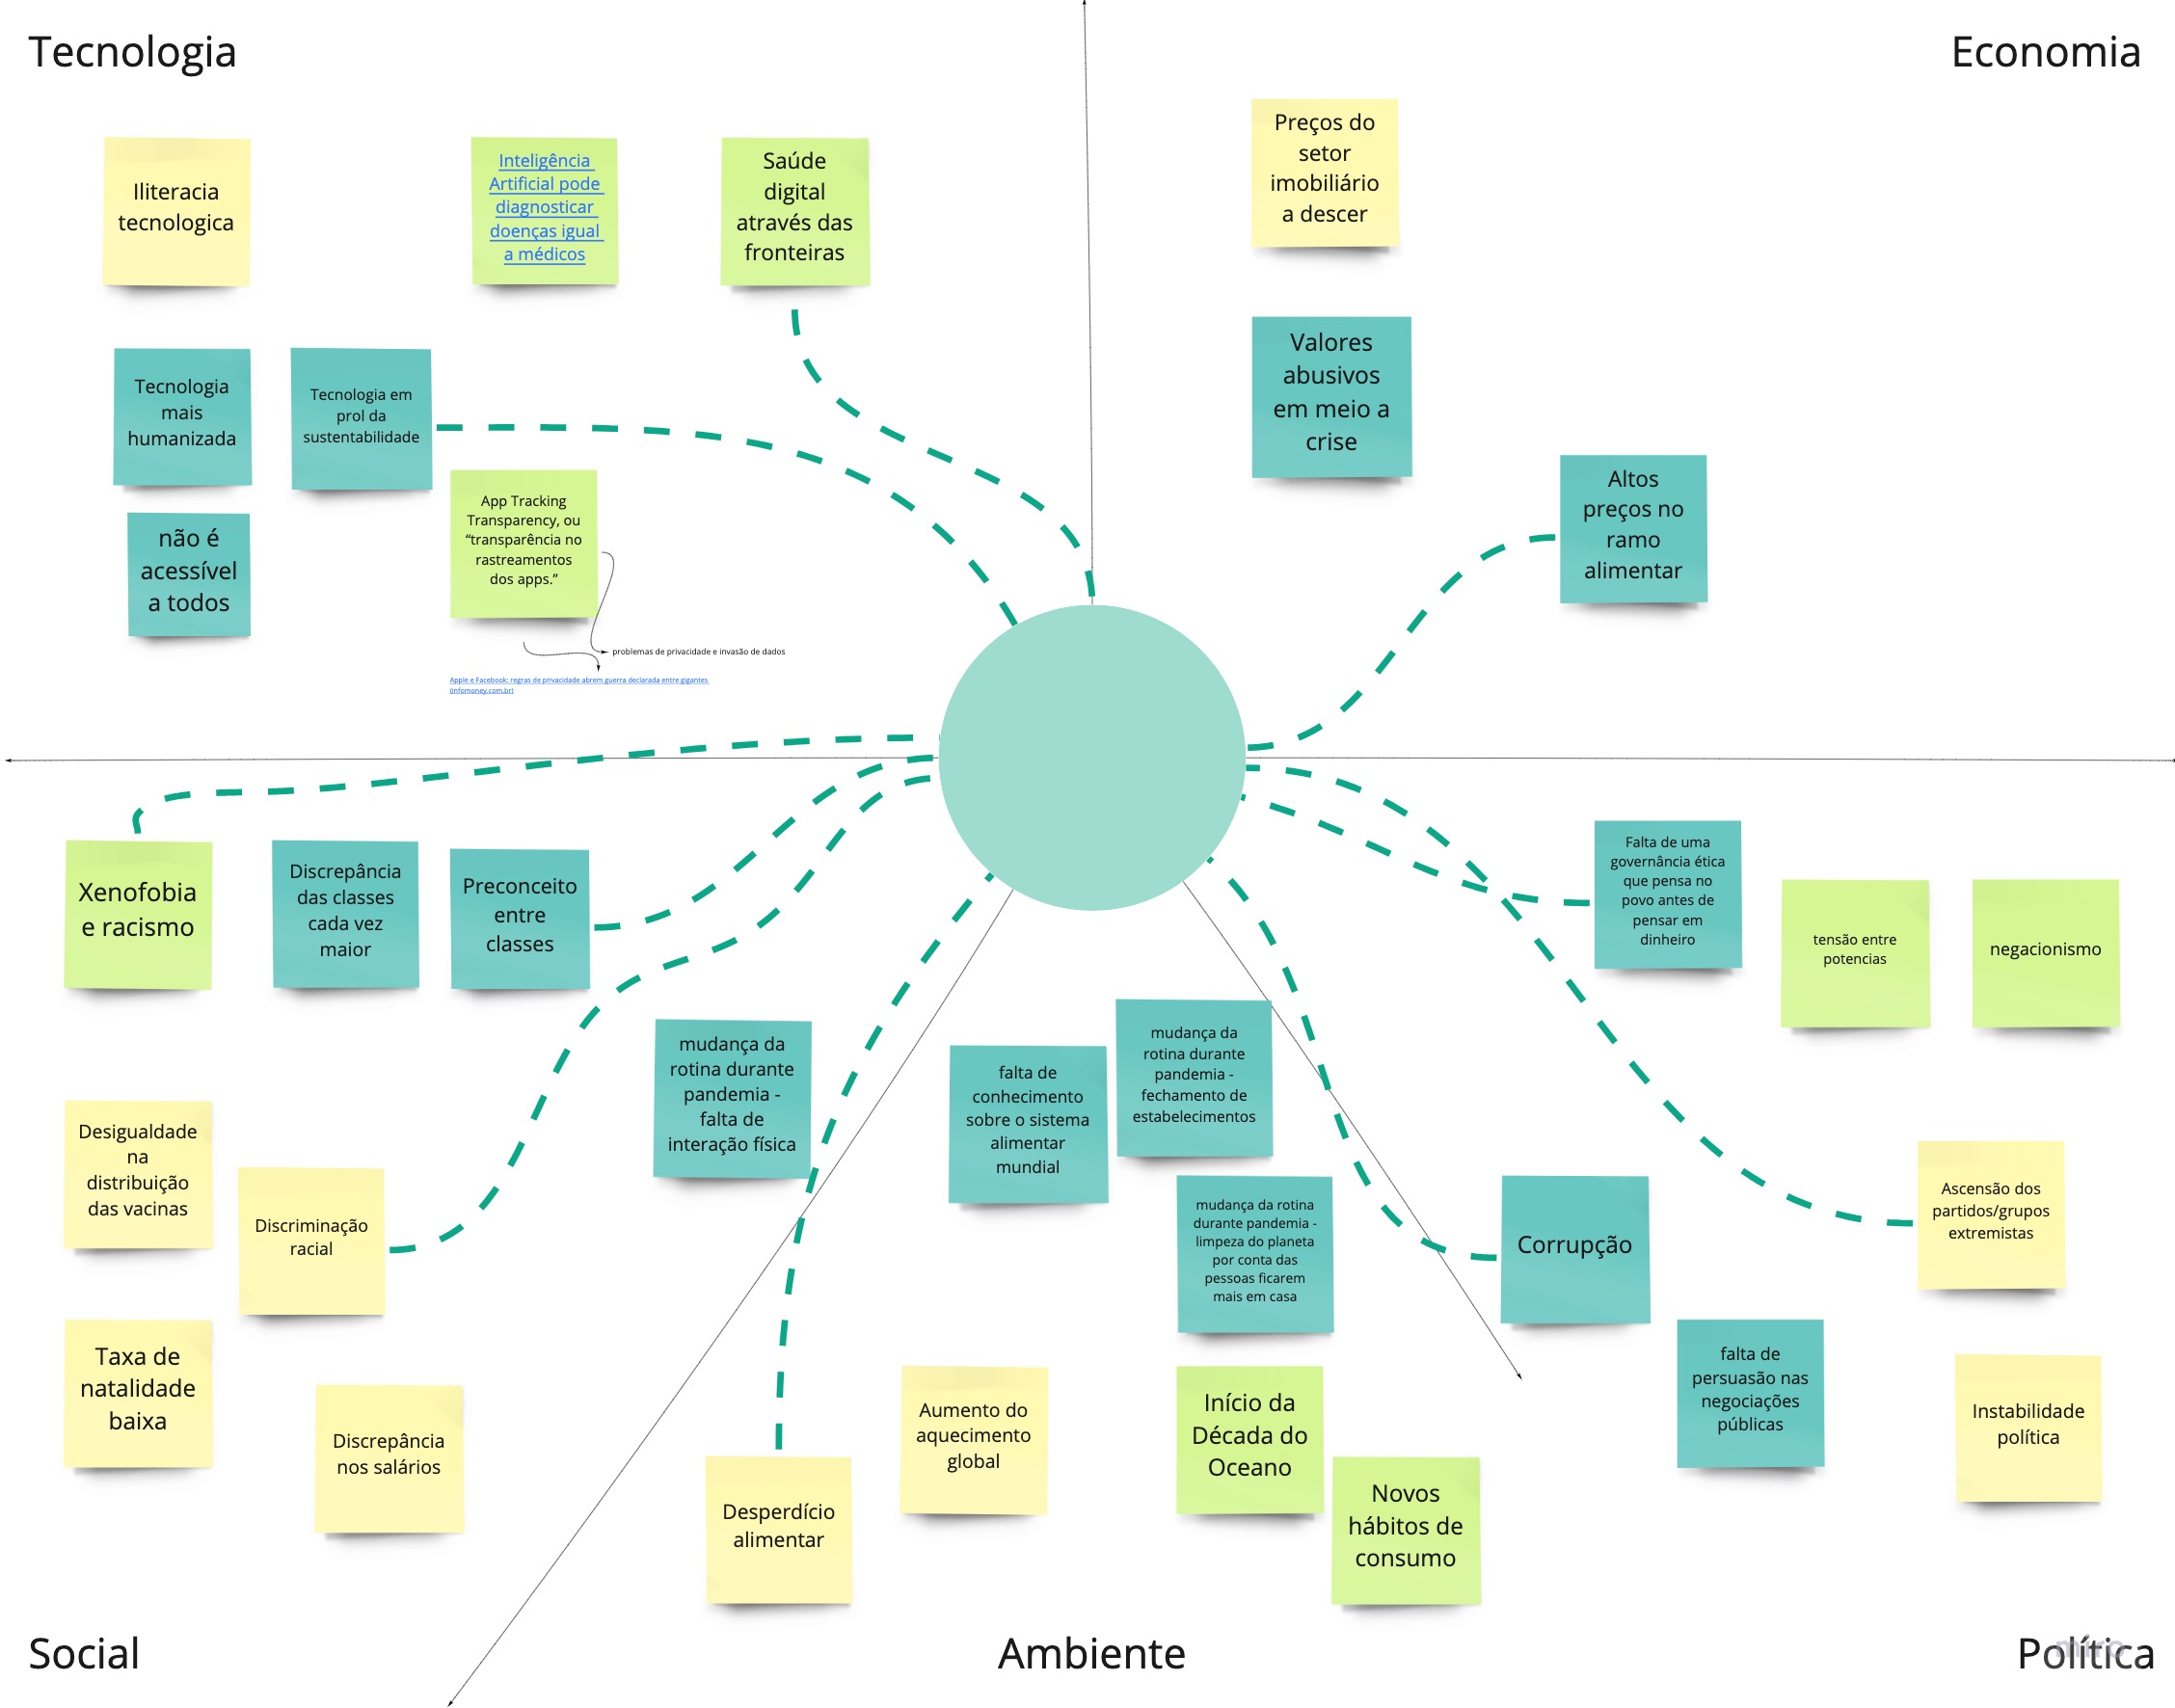 Tecnologia
Economia
Iliteracia
tecnologica
Inteligência
Artificial pode
diagnosticar
doenças igual
a médicos
Saúde
digital
através das
fronteiras
Preços do
setor
imobiliário
a descer
Tecnologia
mais
humanizada
Tecnologia em
prol da
sustentabilidade
Valores
abusivos
em meio a
crise
não é
acessível
a todos
App Tracking
Transparency, ou
“transparência no
rastreamentos
dos apps.”
Altos
preços no
ramo
alimentar
problemas de privacidade e invasão de dados
Apple e Facebook: regras de privacidade abrem guerra declarada entre gigantes
(infomoney.com.br)
Xenofobia
e racismo
Discrepância
das classes
cada vez
maior
Preconceito
entre
classes
mudança da
rotina durante
pandemia -
falta de
interação física
Desigualdade
na
distribuição
das vacinas
Discriminação
racial
Taxa de
natalidade
baixa
Discrepância
nos salários
falta de
conhecimento
sobre o sistema
alimentar
mundial
mudança da
rotina durante
pandemia -
fechamento de
estabelecimentos
mudança da rotina
durante pandemia -
limpeza do planeta
por conta das
pessoas ficarem
mais em casa
Desperdício
alimentar
Aumento do
aquecimento
global
Início da
Década do
Oceano
Novos
hábitos de
consumo
Falta de uma
governância ética
que pensa no
povo antes de
pensar em
dinheiro
tensão entre
potencias
negacionismo
Corrupção
Ascensão dos
partidos/grupos
extremistas
falta de
persuasão nas
negociações
públicas
Instabilidade
política
Social
Ambiente
Política
miro